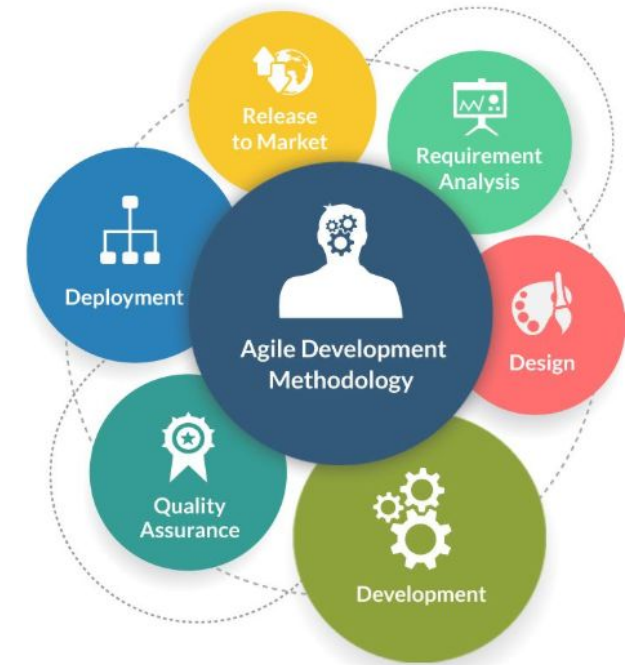 Release
to Market
Requirement
Analysis
Deployment
Agile Development
Methodology
Design
Quality
Assurance
Development